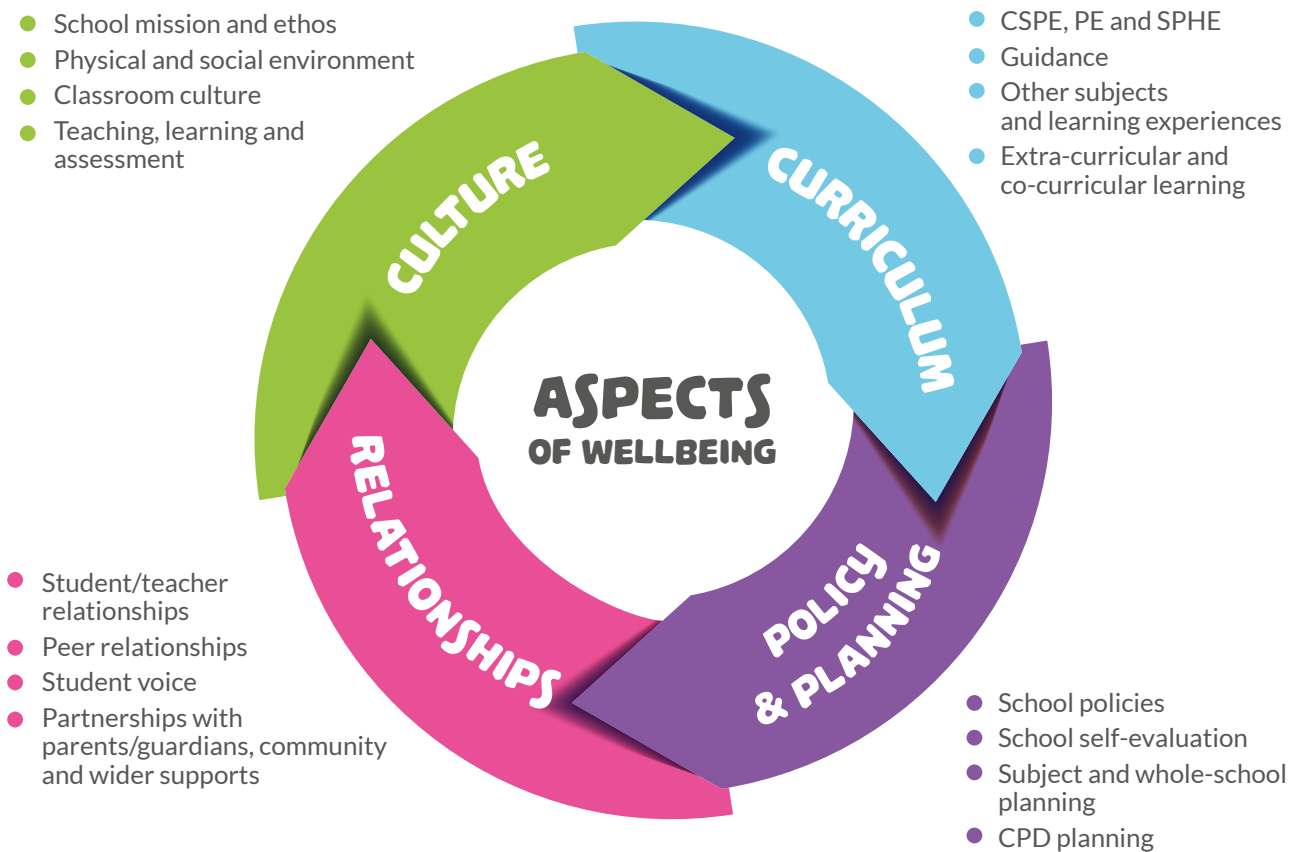 School mission and ethos
Physical and social environment
Classroom culture
Teaching, learning and
assessment
CULTURE
CSPE, PE and SPHE
Guidance
Other subjects
and learning experiences
Extra-curricular and
co-curricular learning
CURRICULUM
ASPECTS
OF WELLBEING
RELATIONSHIPS
Student/teacher
relationships
Peer relationships
Student voice
Partnerships with
parents/guardians, community
and wider supports
POLICY
& PLANNING
School policies
School self-evaluation
Subject and whole-school
planning
CPD planning